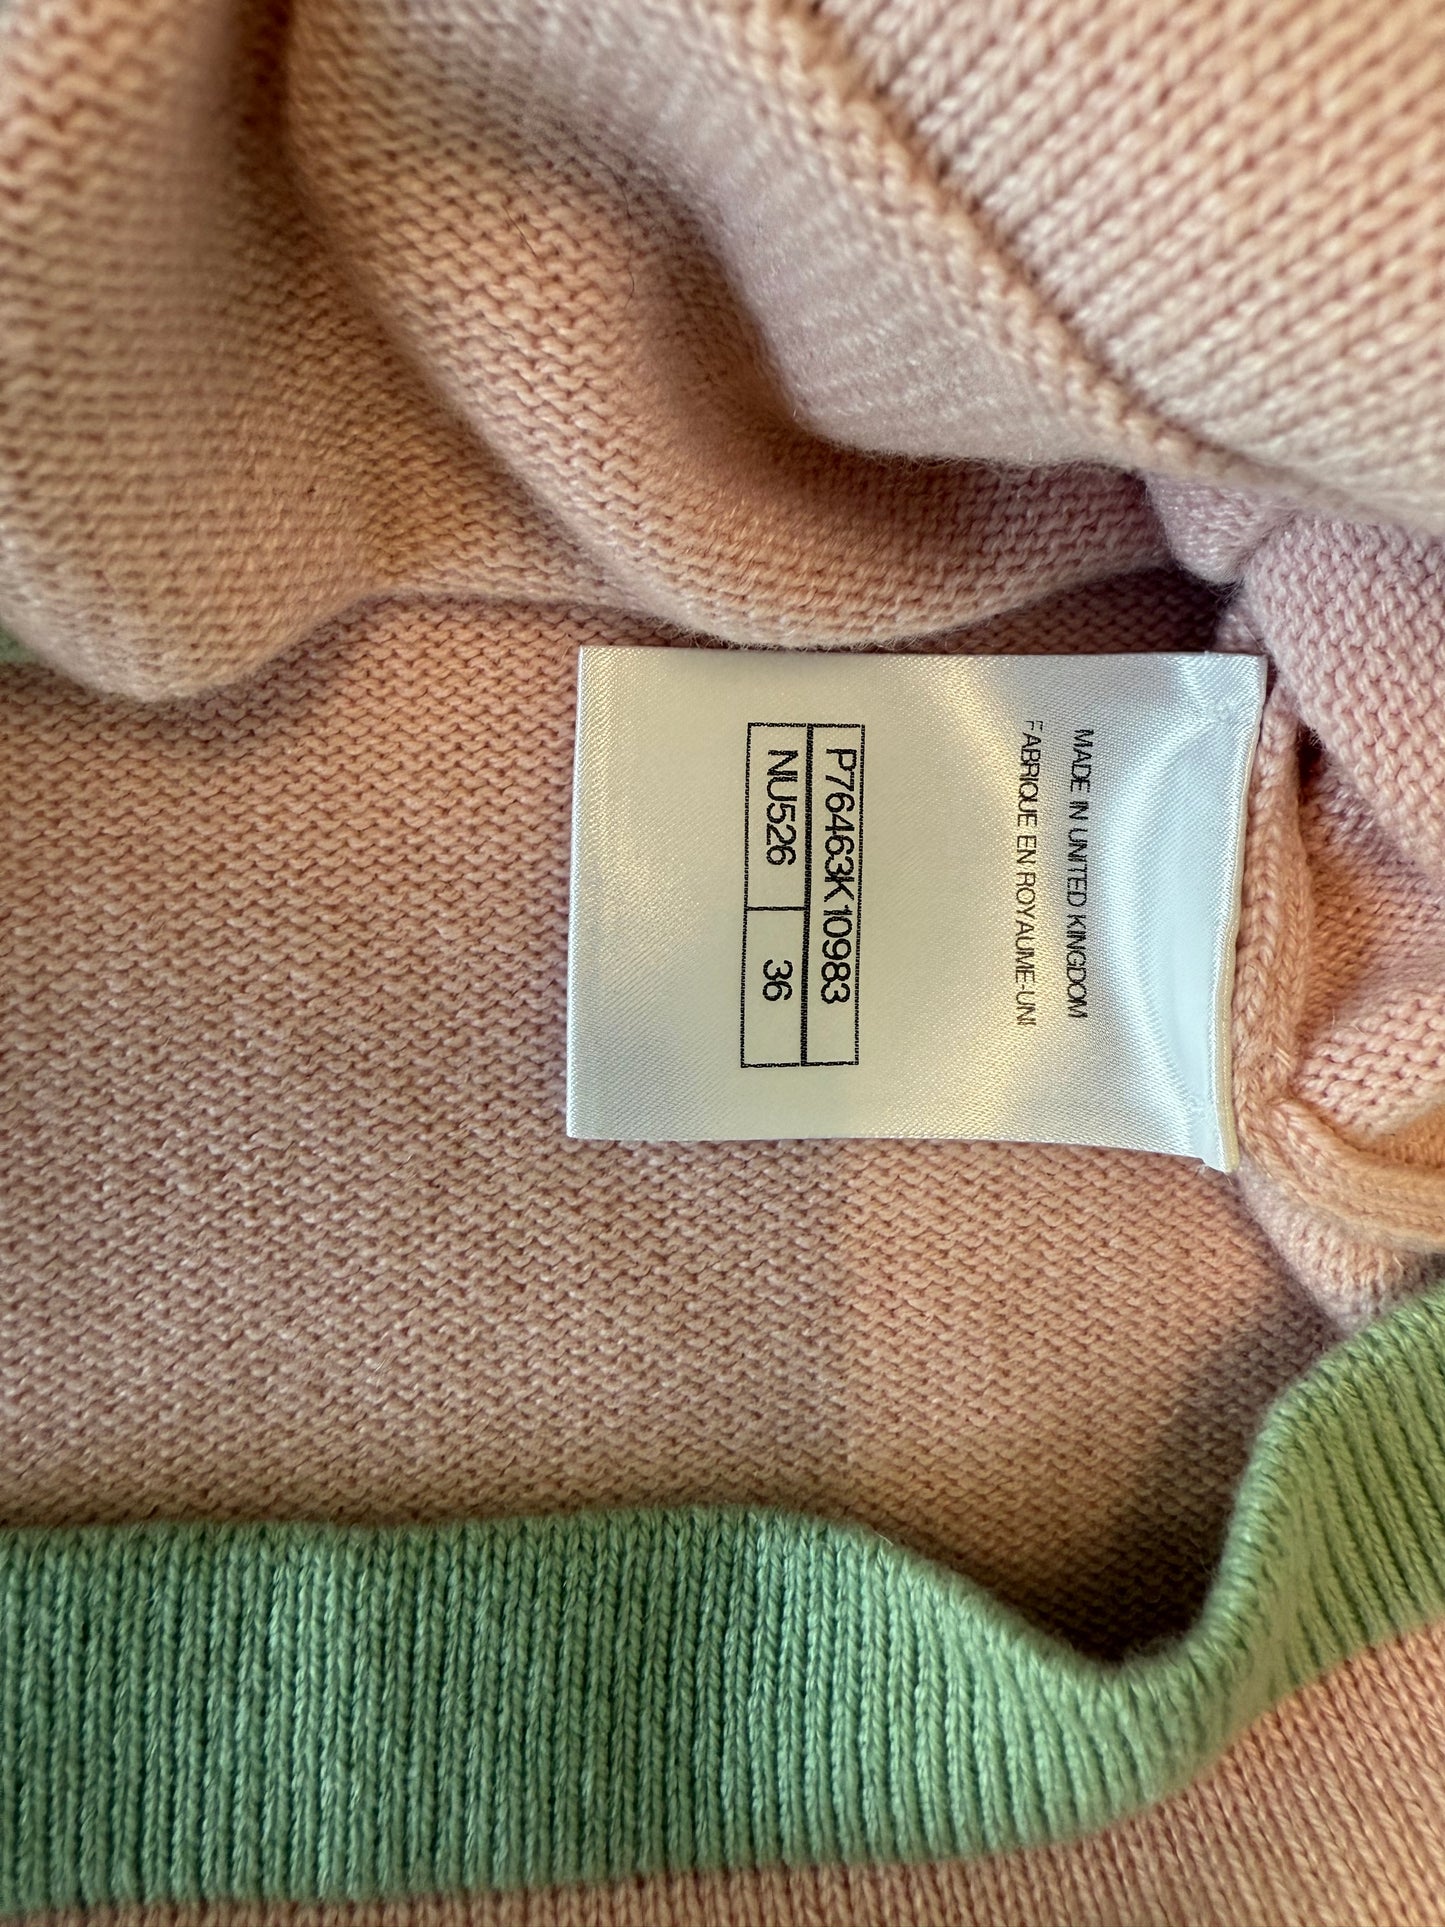 MADE IN UNITED KINGDOM
FABRIQUE EN ROYAUME-UNI
P76463K10983
NU526 36